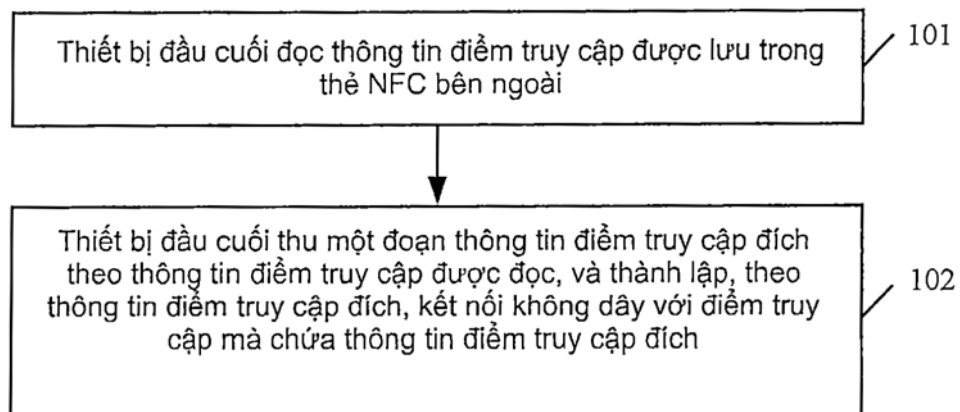 Thiết bị đầu cuối đọc thông tin điểm truy cập được lưu trong
thẻ NFC bên ngoài
101
Thiết bị đầu cuối thu một đoạn thông tin điểm truy cập đích
theo thông tin điểm truy cập được đọc, và thành lập, theo
thông tin điểm truy cập đích, kết nối không dây với điểm truy
cập mà chứa thông tin điểm truy cập đích
102